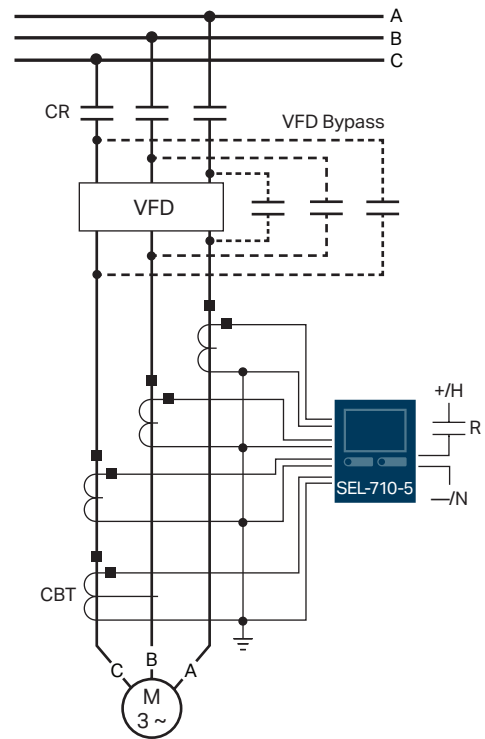 A
B
C
CR
VFD Bypass
VFD
+/H
R
SEL-710-5
—/N
CBT
C
B
A
M
3 ~